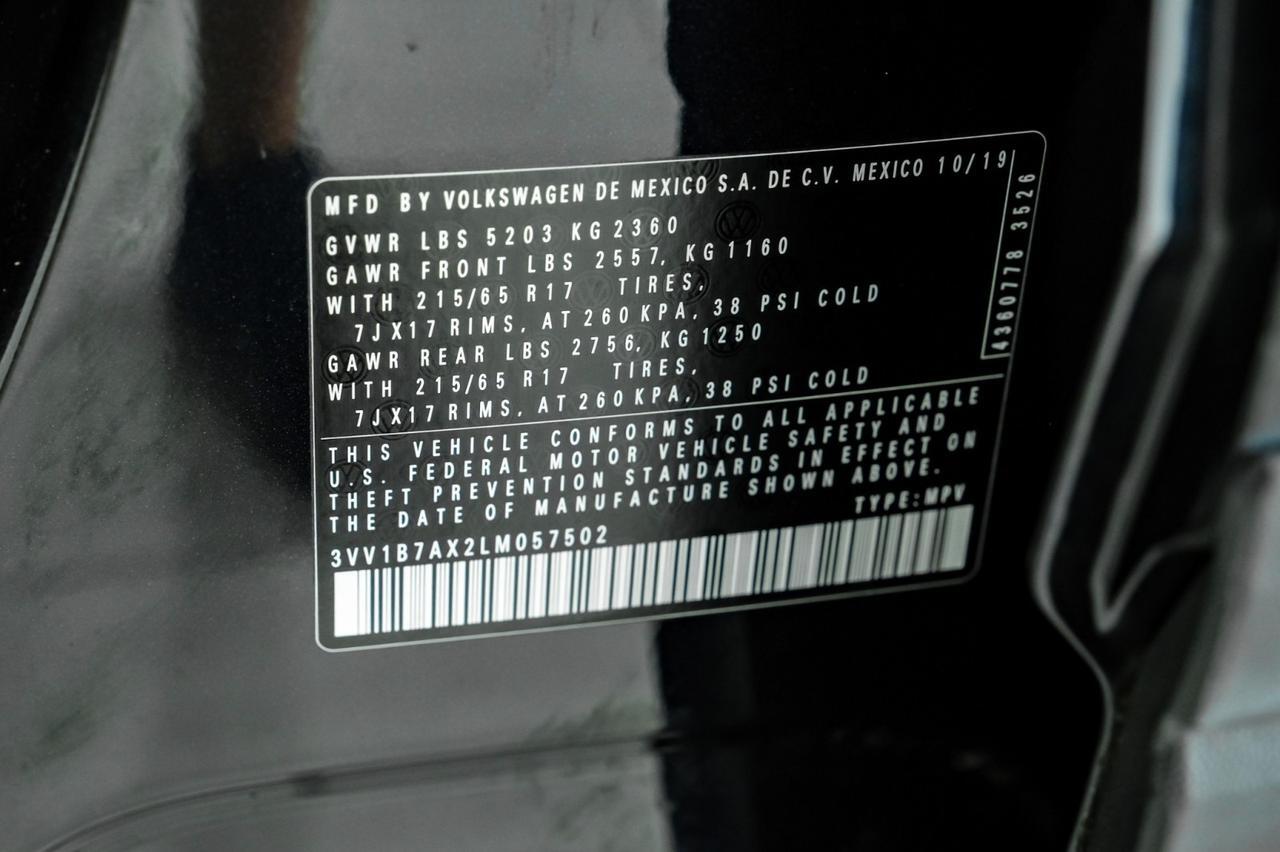 MFD BY VOLKSWAGEN DE MEXICO S.A. DE C.V. MEXICO 10/19
GVWR LBS 5203 KG 2360
GAWR FRONT LBS 2557, KG 1160
WITH 215/65 R17 TIRES,
7JX17 RIMS, AT 260 KPA, 38 PSI COLD
GAWR REAR LBS 2756, KG 1250
WITH 215/65 R17 TIRES,
7JX17 RIMS, AT 260 KPA, 38 PSI COLD
4360778 3526
THIS VEHICLE CONFORMS TO ALL APPLICABLE
U.S. FEDERAL MOTOR VEHICLE SAFETY AND
THEFT PREVENTION STANDARDS IN EFFECT ON
THE DATE OF MANUFACTURE SHOWN ABOVE.
TYPE:MPV
3VV1B7AX2LM057502